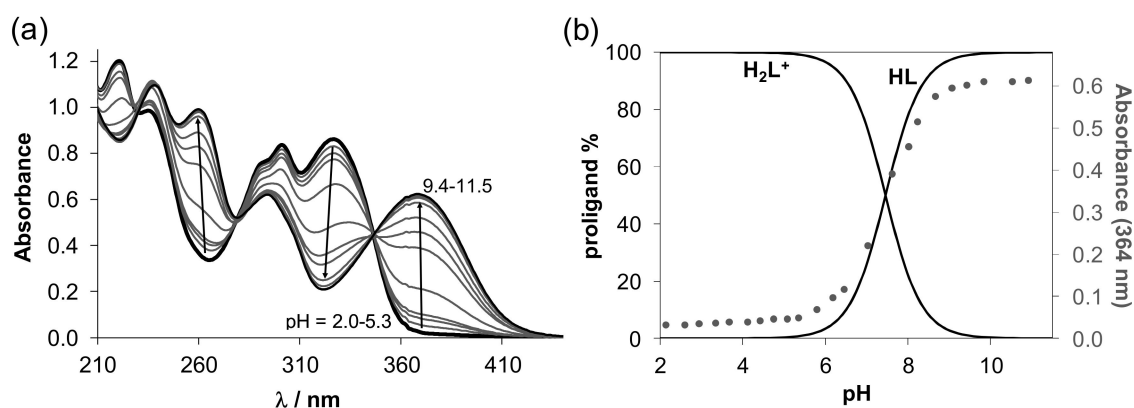 (a)
Absorbance
1.2
1.0
0.8
0.6
0.4
0.2
0.0
9.4-11.5
pH = 2.0-5.3
210 260 310 360 410
λ / nm
(b)
proligand %
100
80
60
40
20
0
H₂L⁺
HL
0.6
0.5
0.4
0.3
0.2
0.1
0.0
Absorbance (364 nm)
2 4 6 8 10
pH